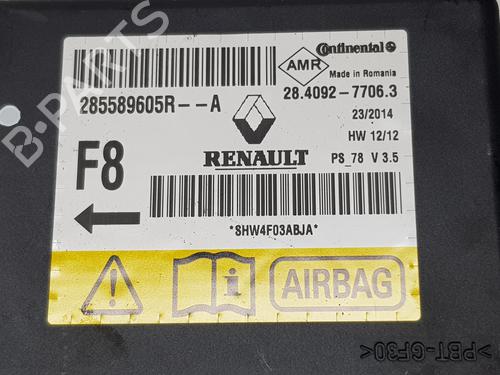 Continental
AMR
Made in Romania
285589605R--A
28.4092-7706.3
23/2014
HW 12/12
F8
RENAULT
PS_78 V 3.5
*8HW4F03ABJA*
AIRBAG
>PBT-GF30<
B-PARTS